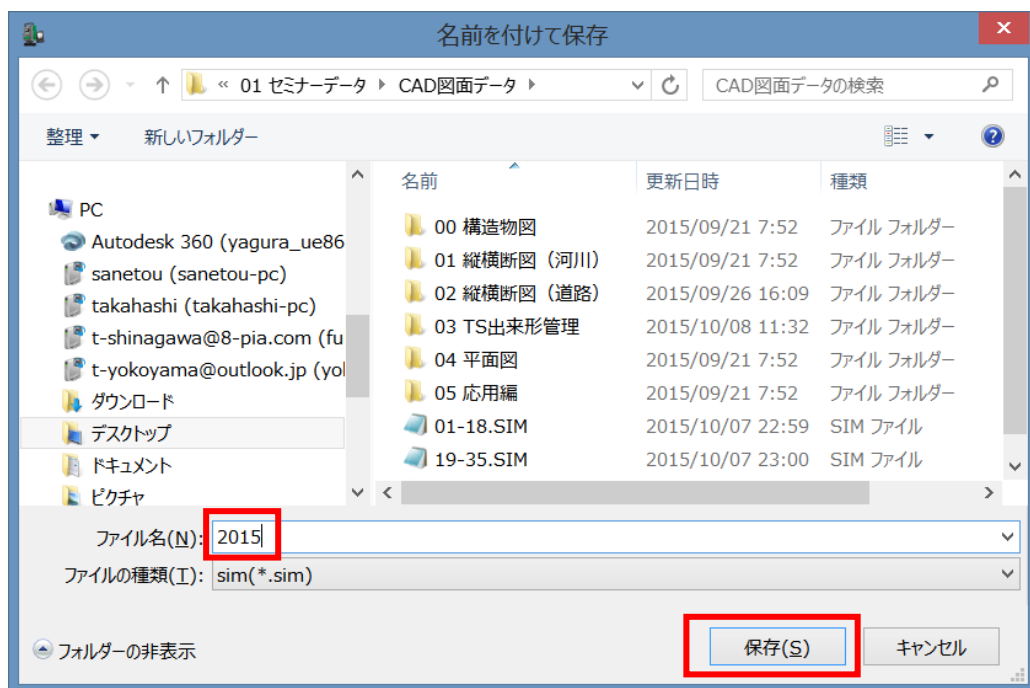 名前を付けて保存
« 01 セミナーデータ CAD図面データ CAD図面データの検索
整理 新しいフォルダー
名前 更新日時 種類
PC
Autodesk 360 (yagura_ue86
sanetou (sanetou-pc)
takahashi (takahashi-pc)
t-shinagawa@8-pia.com (fu
t-yokoyama@outlook.jp (yol
ダウンロード
デスクトップ
ドキュメント
ピクチャ
00 構造物図 2015/09/21 7:52 ファイル フォルダー
01 縦横断図（河川） 2015/09/21 7:52 ファイル フォルダー
02 縦横断図（道路） 2015/09/26 16:09 ファイル フォルダー
03 TS出来形管理 2015/10/08 11:32 ファイル フォルダー
04 平面図 2015/09/21 7:52 ファイル フォルダー
05 応用編 2015/09/21 7:52 ファイル フォルダー
01-18.SIM 2015/10/07 22:59 SIM ファイル
19-35.SIM 2015/10/07 23:00 SIM ファイル
ファイル名(N): 2015
ファイルの種類(T): sim(*.sim)
フォルダーの非表示 保存(S) キャンセル